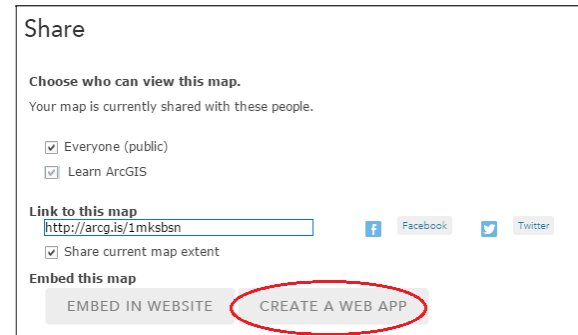 Share
Choose who can view this map.
Your map is currently shared with these people.
Everyone (public)
Learn ArcGIS
Link to this map
http://arcg.is/1mksbsn
Facebook
Twitter
Share current map extent
Embed this map
EMBED IN WEBSITE
CREATE A WEB APP